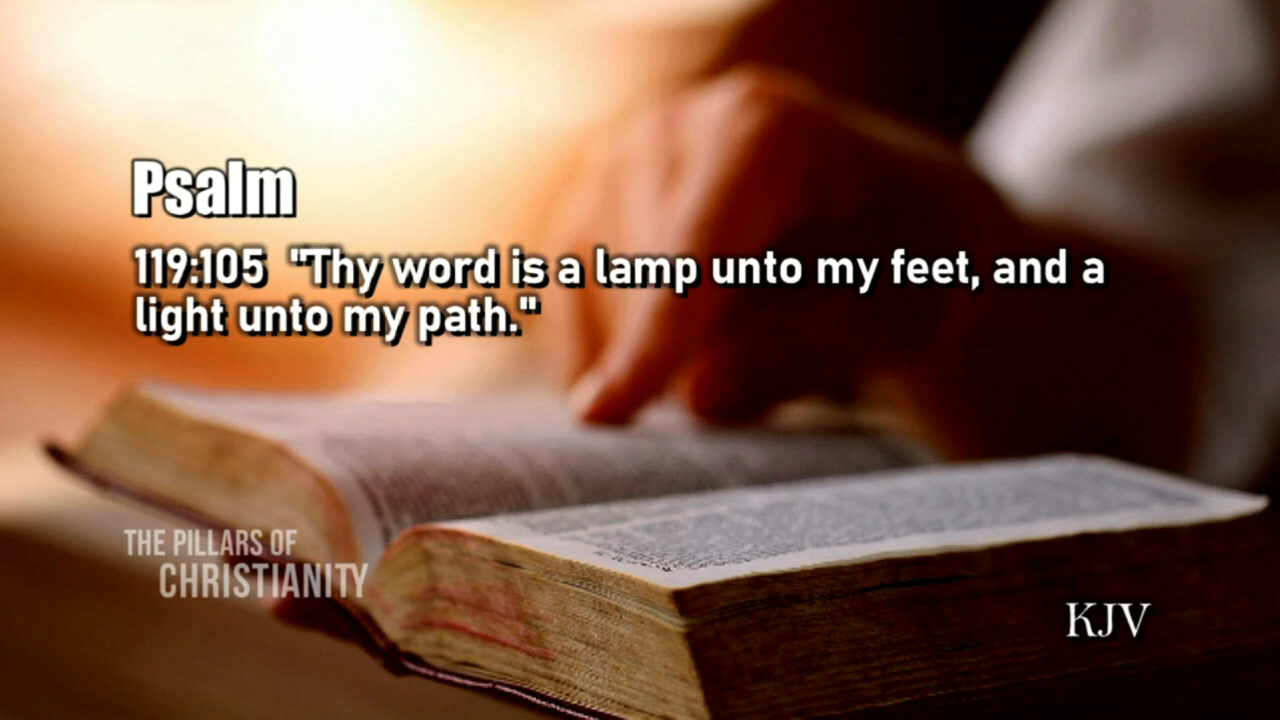 Psalm
119:105 "Thy word is a lamp unto my feet, and a
light unto my path."
THE PILLARS OF
CHRISTIANITY
KJV